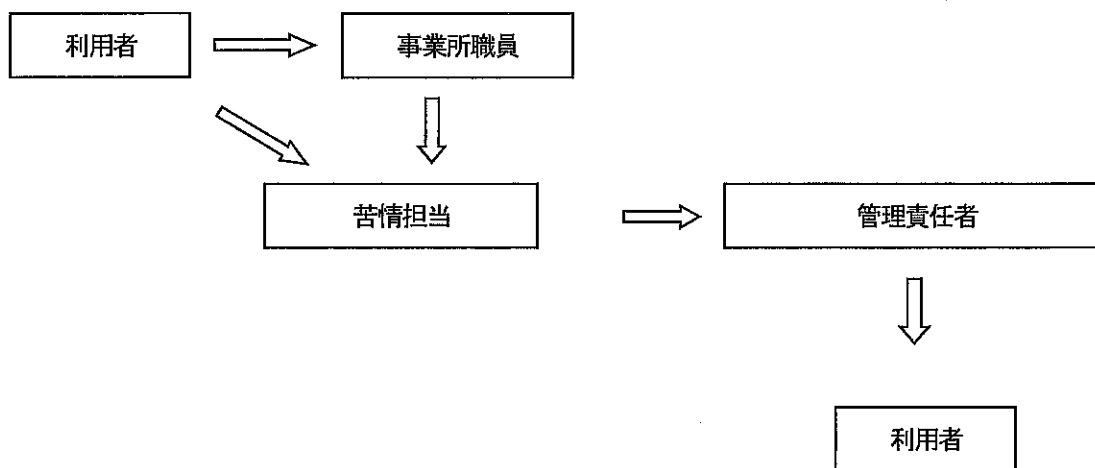 利用者
事業所職員
苦情担当
管理責任者
利用者